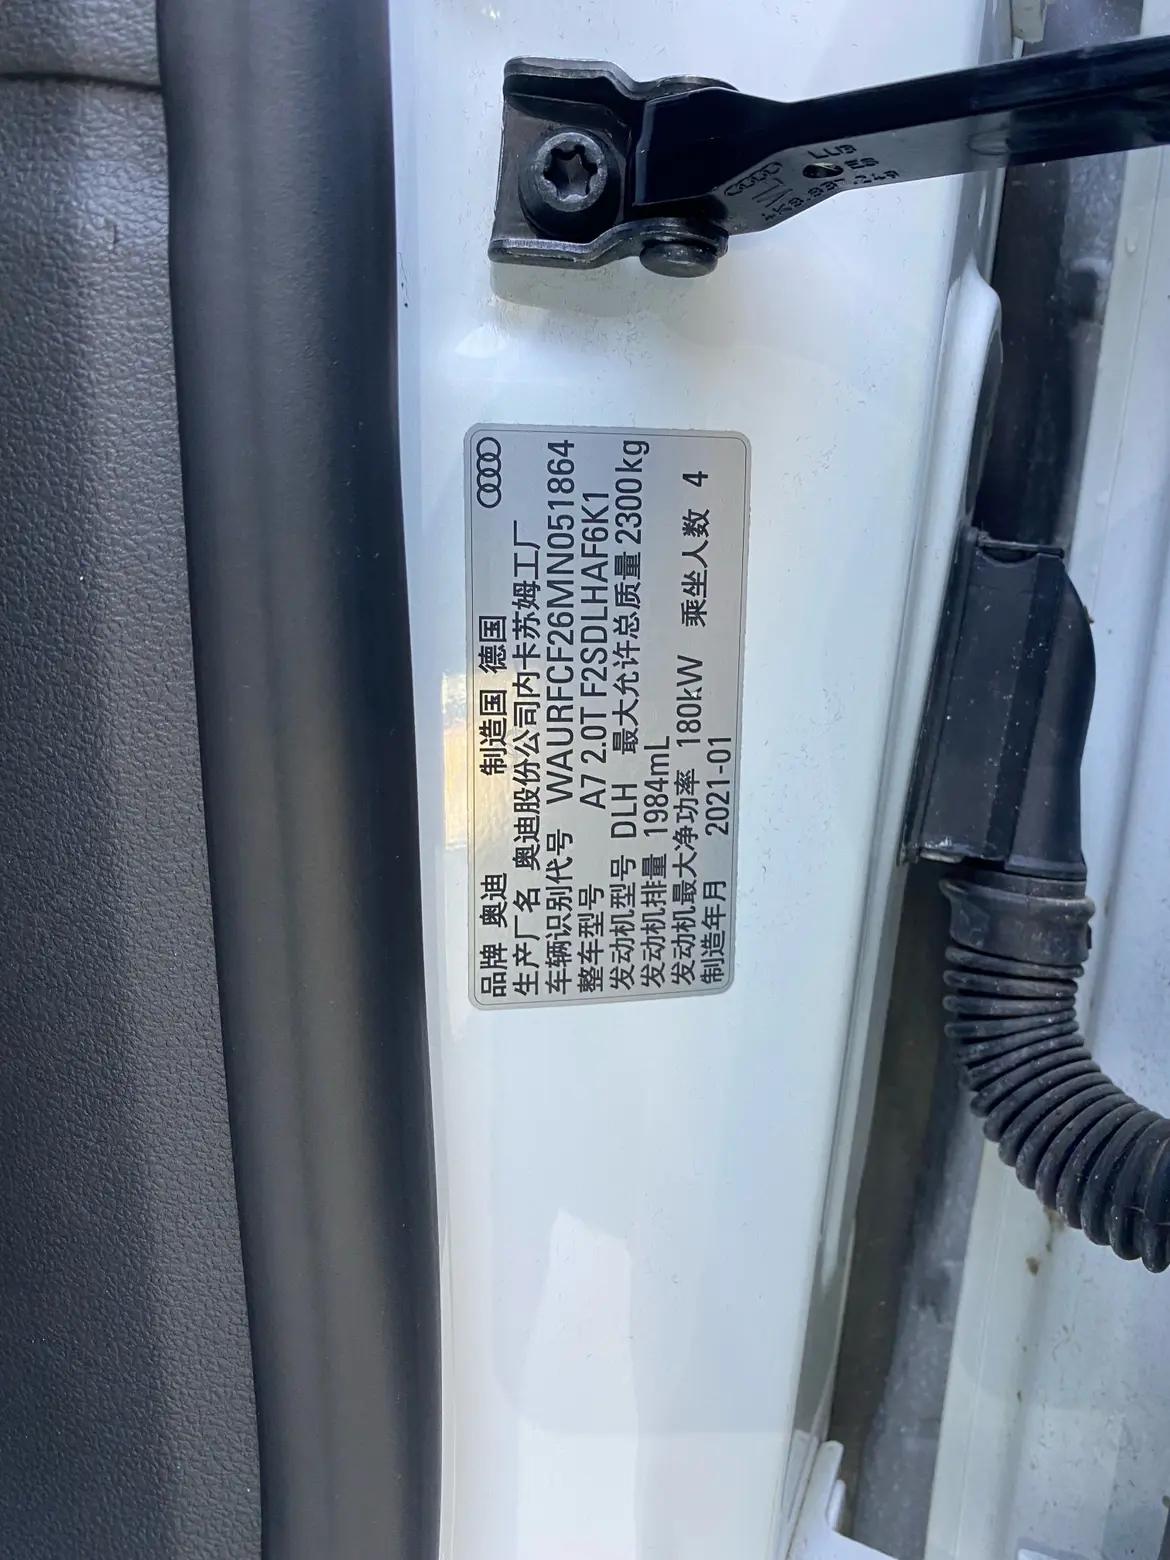 品牌 奥迪 制造国 德国
生产厂名 奥迪股份公司内卡苏姆工厂
车辆识别代号 WAURFCF26MN051864
整车型号 A7 2.0T F2SDLHAF6K1
发动机型号 DLH 最大允许总质量 2300kg
发动机排量 1984mL
发动机最大净功率 180kW 乘坐人数 4
制造年月 2021-01